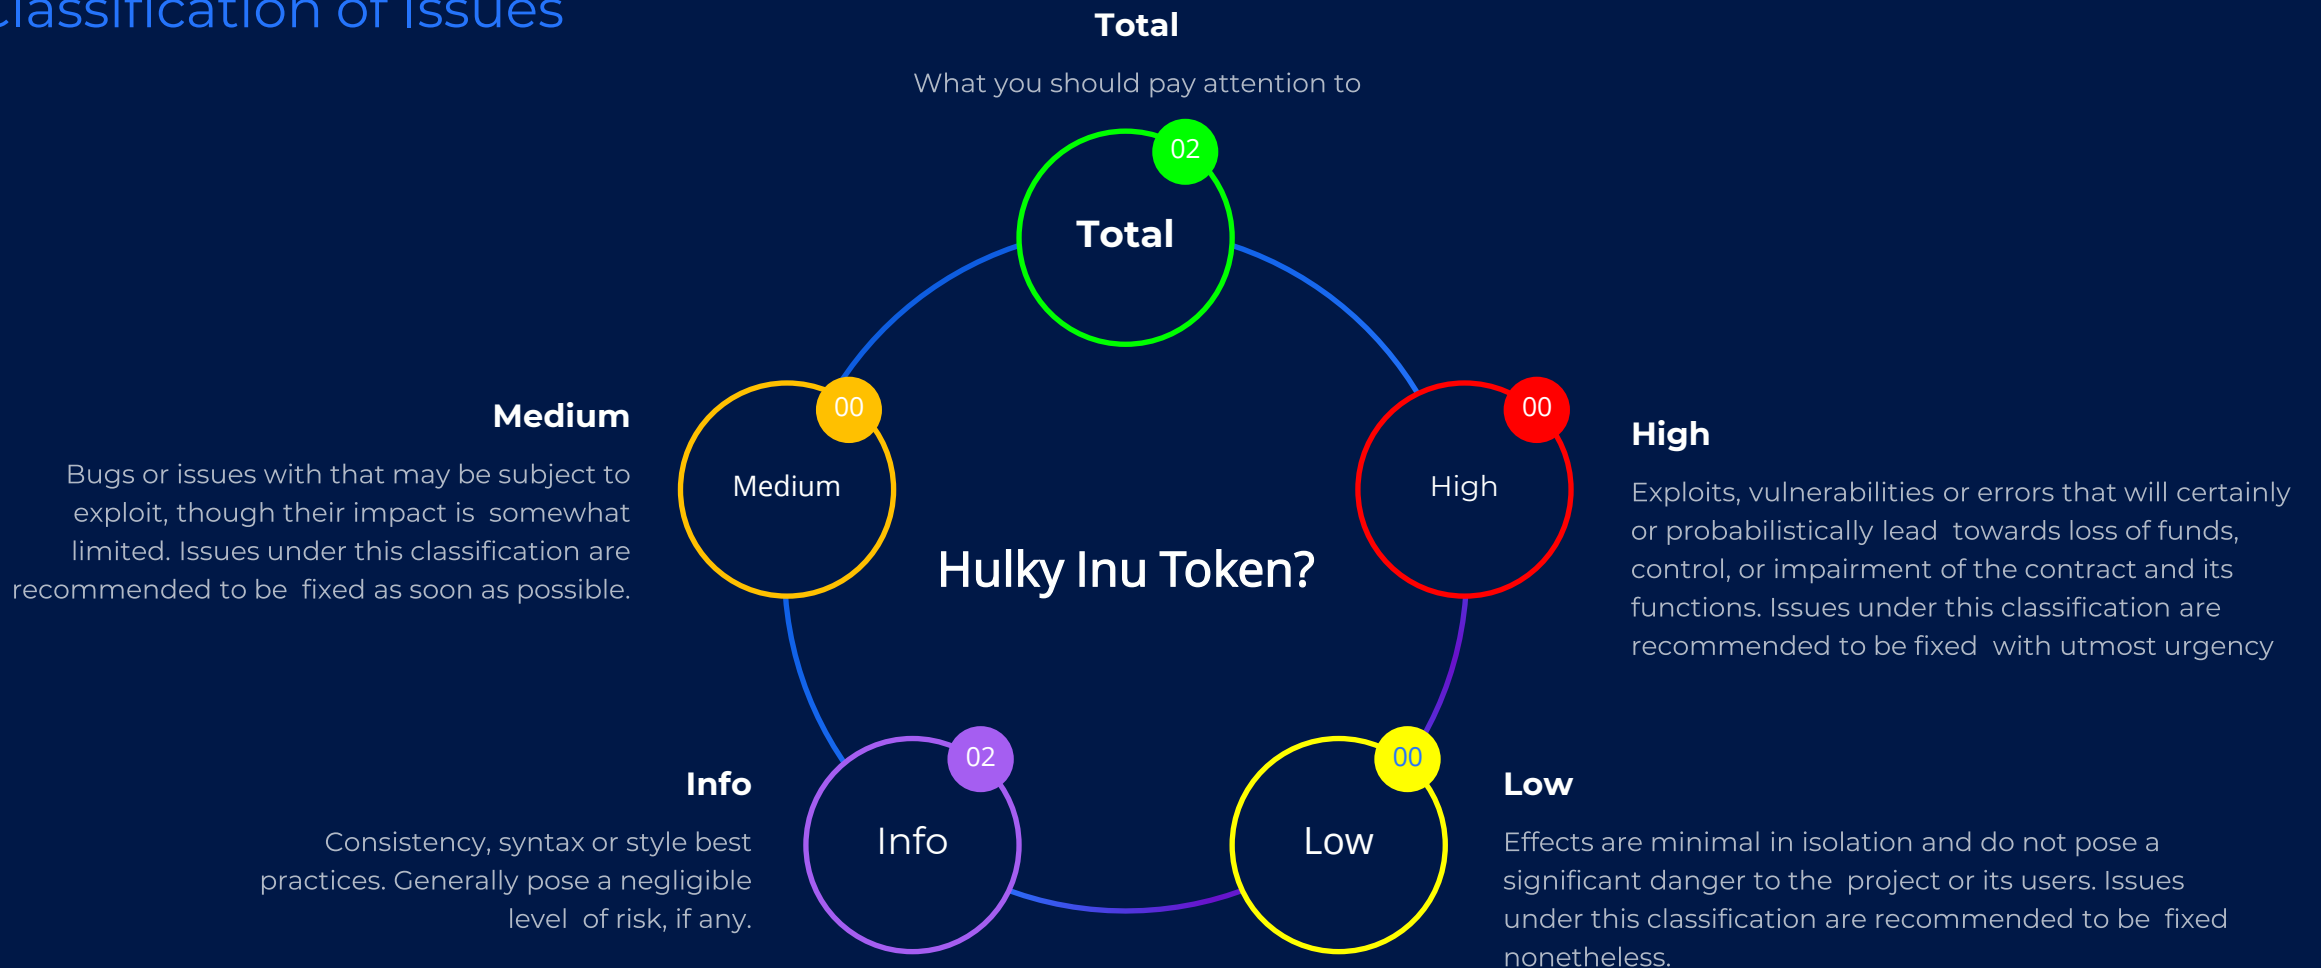 Classification of Issues
Total
What you should pay attention to
02
Total
Medium
Bugs or issues with that may be subject to
exploit, though their impact is  somewhat
limited. Issues under this classification are
recommended to be  fixed as soon as possible.
00
Medium
00
High
High
Exploits, vulnerabilities or errors that will certainly
or probabilistically lead  towards loss of funds,
control, or impairment of the contract and its
functions. Issues under this classification are
recommended to be fixed  with utmost urgency
Hulky Inu Token?
Info
Consistency, syntax or style best
practices. Generally pose a negligible
level  of risk, if any.
02
Info
00
Low
Low
Effects are minimal in isolation and do not pose a
significant danger to the  project or its users. Issues
under this classification are recommended to be  fixed
nonetheless.